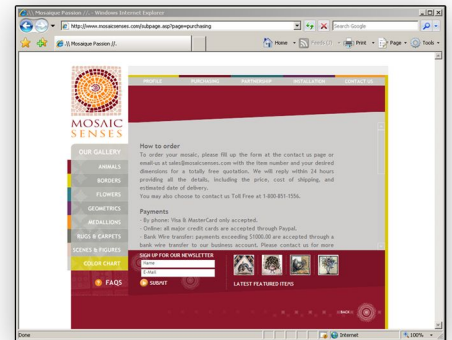 Mosaique Passion //. - Windows Internet Explorer
http://www.mosaicsenses.com/subpage.asp?page=purchasing
Search Google
Mosaique Passion //.
Home
Feeds
Print
Page
Tools
PROFILE
PURCHASING
PARTNERSHIP
INSTALLATION
CONTACT US
MOSAIC
SENSES
OUR GALLERY
ANIMALS
BORDERS
FLOWERS
GEOMETRICS
MEDALLIONS
RUGS & CARPETS
SCENES & FIGURES
COLOR CHART
FAQS
How to order
To order your mosaic, please fill up the form at the contact us page or
email-us at sales@mosaicsenses.com with the item number and your desired
dimensions for a totally free quotation. We will reply within 24 hours
providing all the details, including the price, cost of shipping, and
estimated date of delivery.
You may also choose to contact us Toll Free at 1-800-851-1556.
Payments
- By phone: Visa & MasterCard only accepted.
- Online: all major credit cards are accepted through Paypal.
- Bank Wire transfer: payments exceeding $1000.00 are accepted through a
bank wire transfer to our business account. Please contact us for more
SIGN UP FOR OUR NEWSLETTER
Name
E-Mail
SUBMIT
LATEST FEATURED ITEMS
BACK
Done
Internet
100%